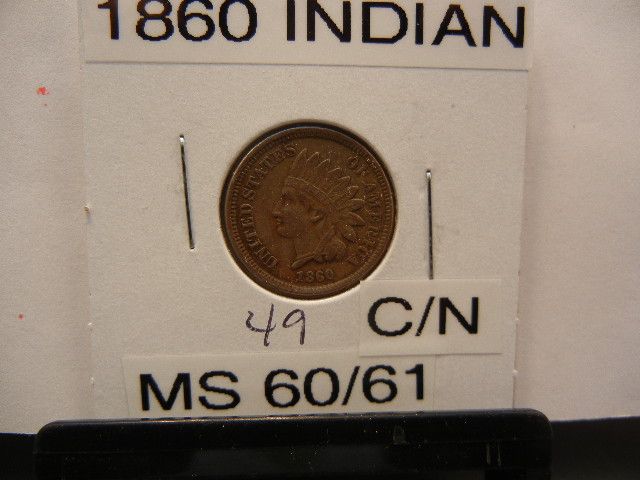 1860 INDIAN
UNITED STATES OF AMERICA
1860
49
C/N
MS 60/61